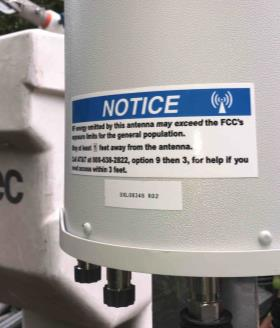 NOTICE
RF energy emitted by this antenna may exceed the FCC's
exposure limits for the general population.
Stay at least 1 feet away from the antenna.
Call AT&T at 800-638-2822, option 9 then 3, for help if you
need access within 3 feet.
SXL08345 R02